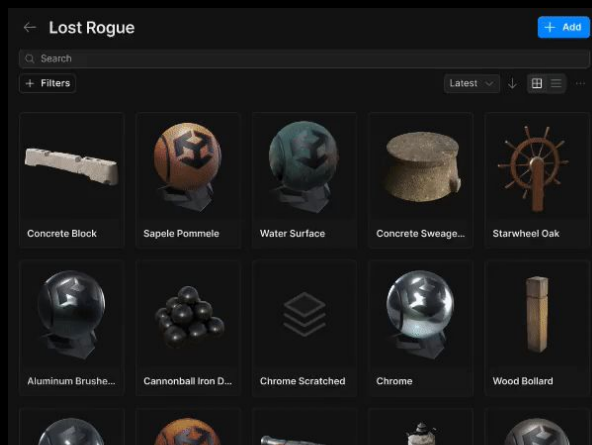 Lost Rogue
+ Add
Search
+ Filters
Latest
Concrete Block
Sapele Pommele
Water Surface
Concrete Sweage...
Starwheel Oak
Aluminum Brushe...
Cannonball Iron D...
Chrome Scratched
Chrome
Wood Bollard